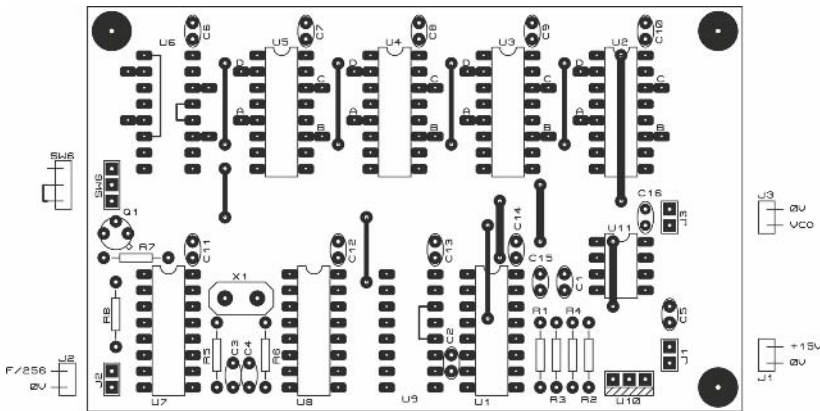 C6 C7 C8 C9 C10
U6 U5 U4 U3 U2
D C D C D C D C
A B A B A B A B
SW6
SW6
Q1
R7
C11
X1
C12
C13
C14
C15
C1
U11
C16
J3
J3
0V
VCO
R8
R5
C3
C4
R6
C2
R1 R4
R3 R2
C5
J1
+15V
0V
J1
J2
F/256
0V
J2
U7 U8 U9 U1 U10